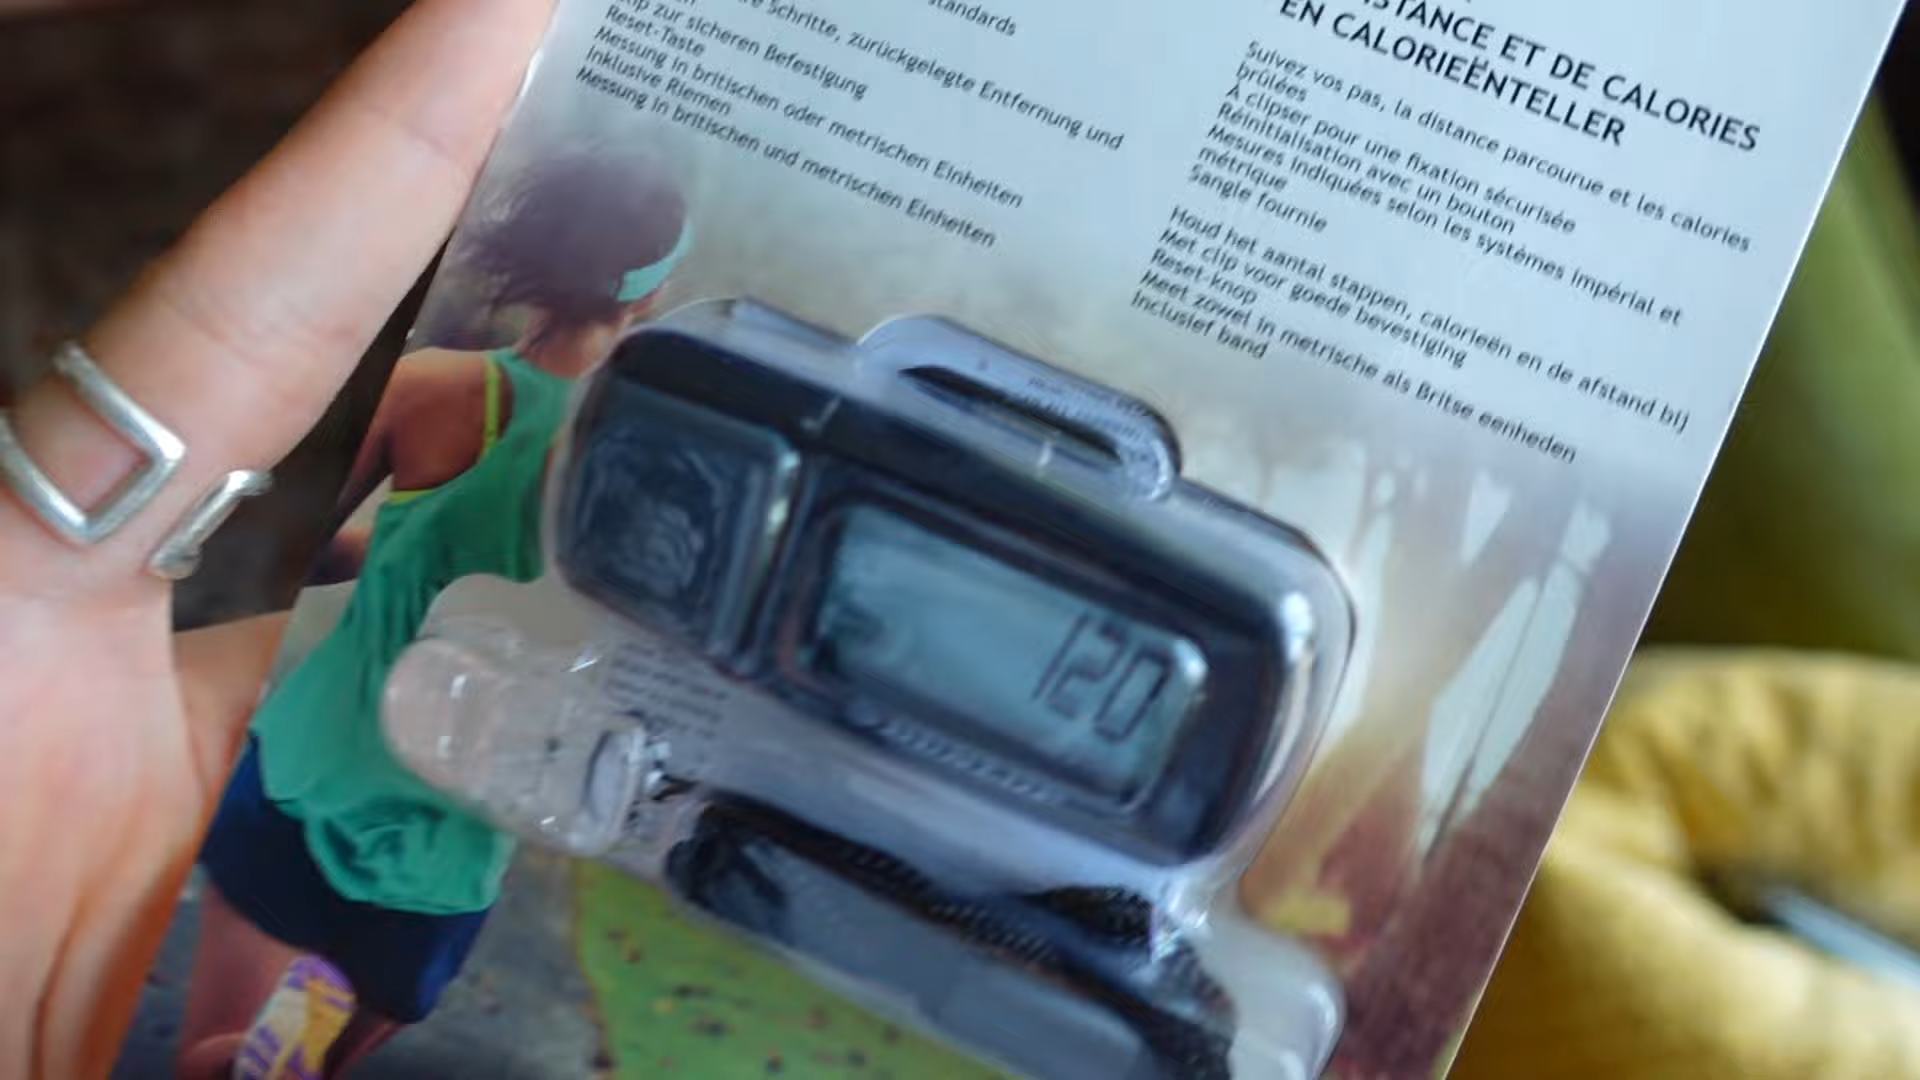 standards
Schritte, zurückgelegte Entfernung und
zur sicheren Befestigung
Reset-Taste
Messung in britischen oder metrischen Einheiten
Inklusive Riemen
Messung in britischen und metrischen Einheiten
ET DE CALORIES
EN CALORIEËNTELLER
Suivez vos pas, la distance parcourue et les calories
brûlées
À clipser pour une fixation sécurisée
Réinitialisation avec un bouton
Mesures indiquées selon les systèmes impérial et
métrique
Sangle fournie
Houd het aantal stappen, calorieën en de afstand bij
Met clip voor goede bevestiging
Reset-knop
Meet zowel in metrische als Britse eenheden
Inclusief band
120